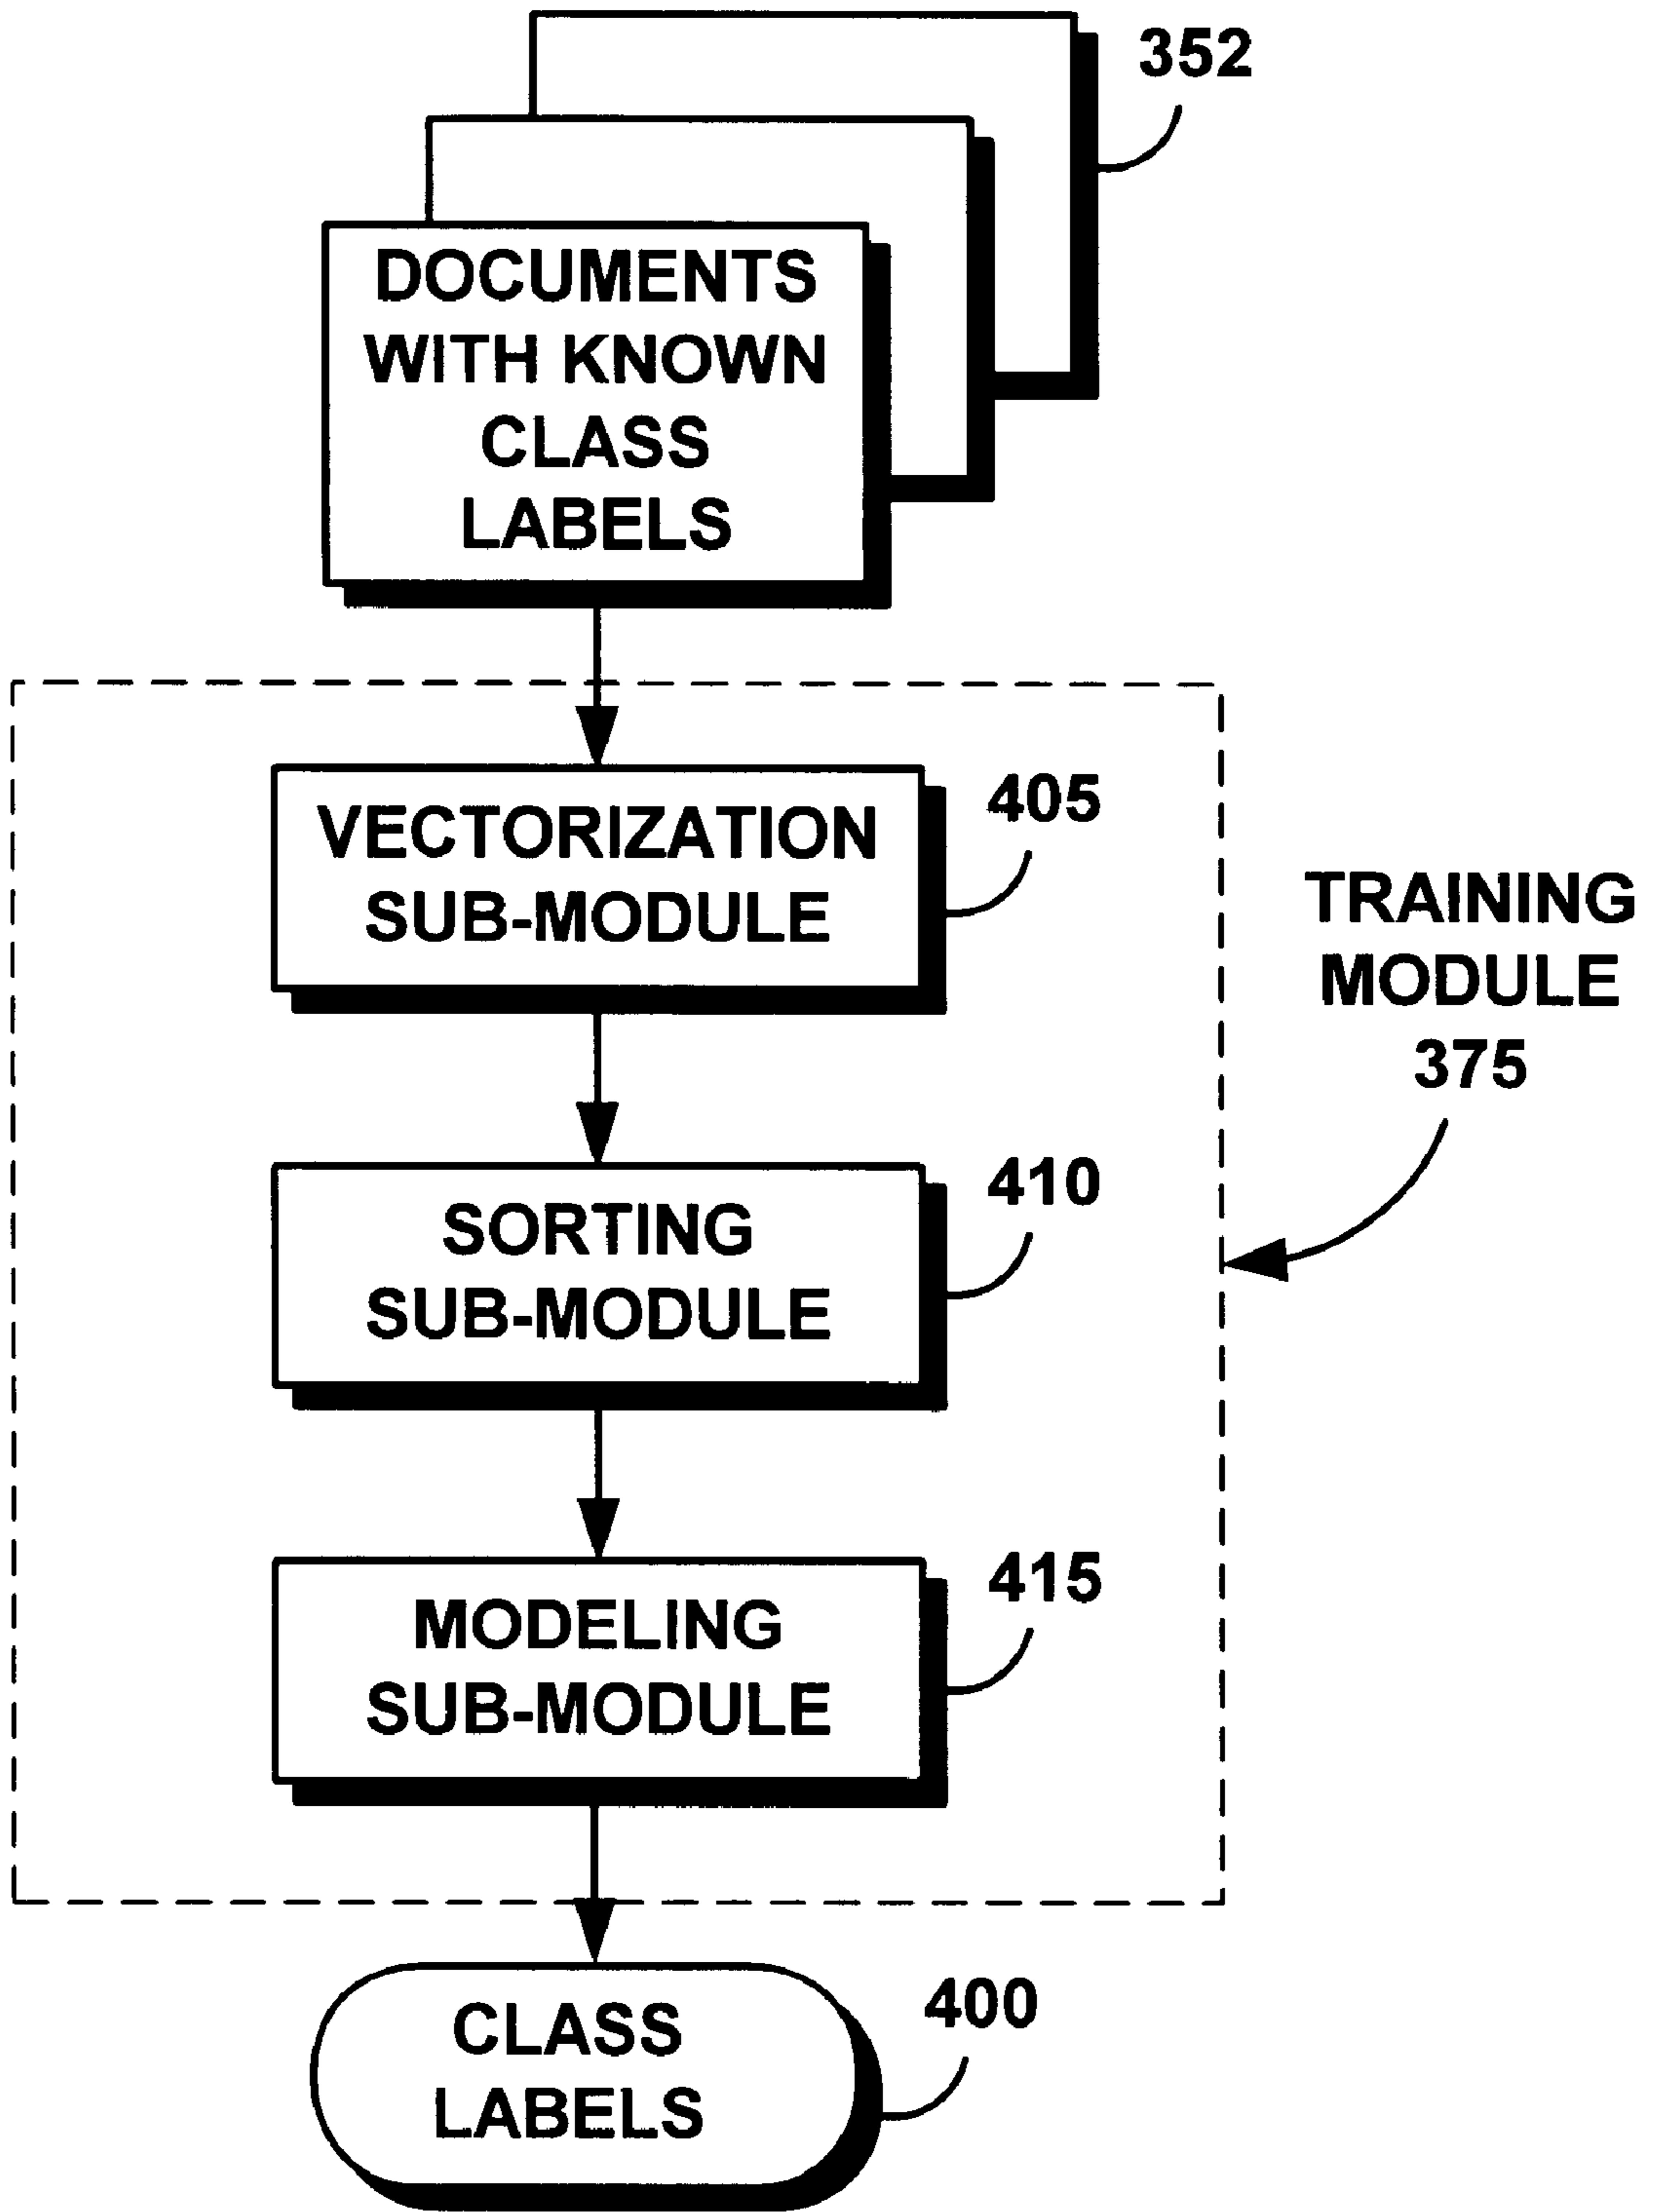 352
DOCUMENTS
WITH KNOWN
CLASS
LABELS
VECTORIZATION
SUB-MODULE
405
TRAINING
MODULE
375
SORTING
SUB-MODULE
410
MODELING
SUB-MODULE
415
CLASS
LABELS
400